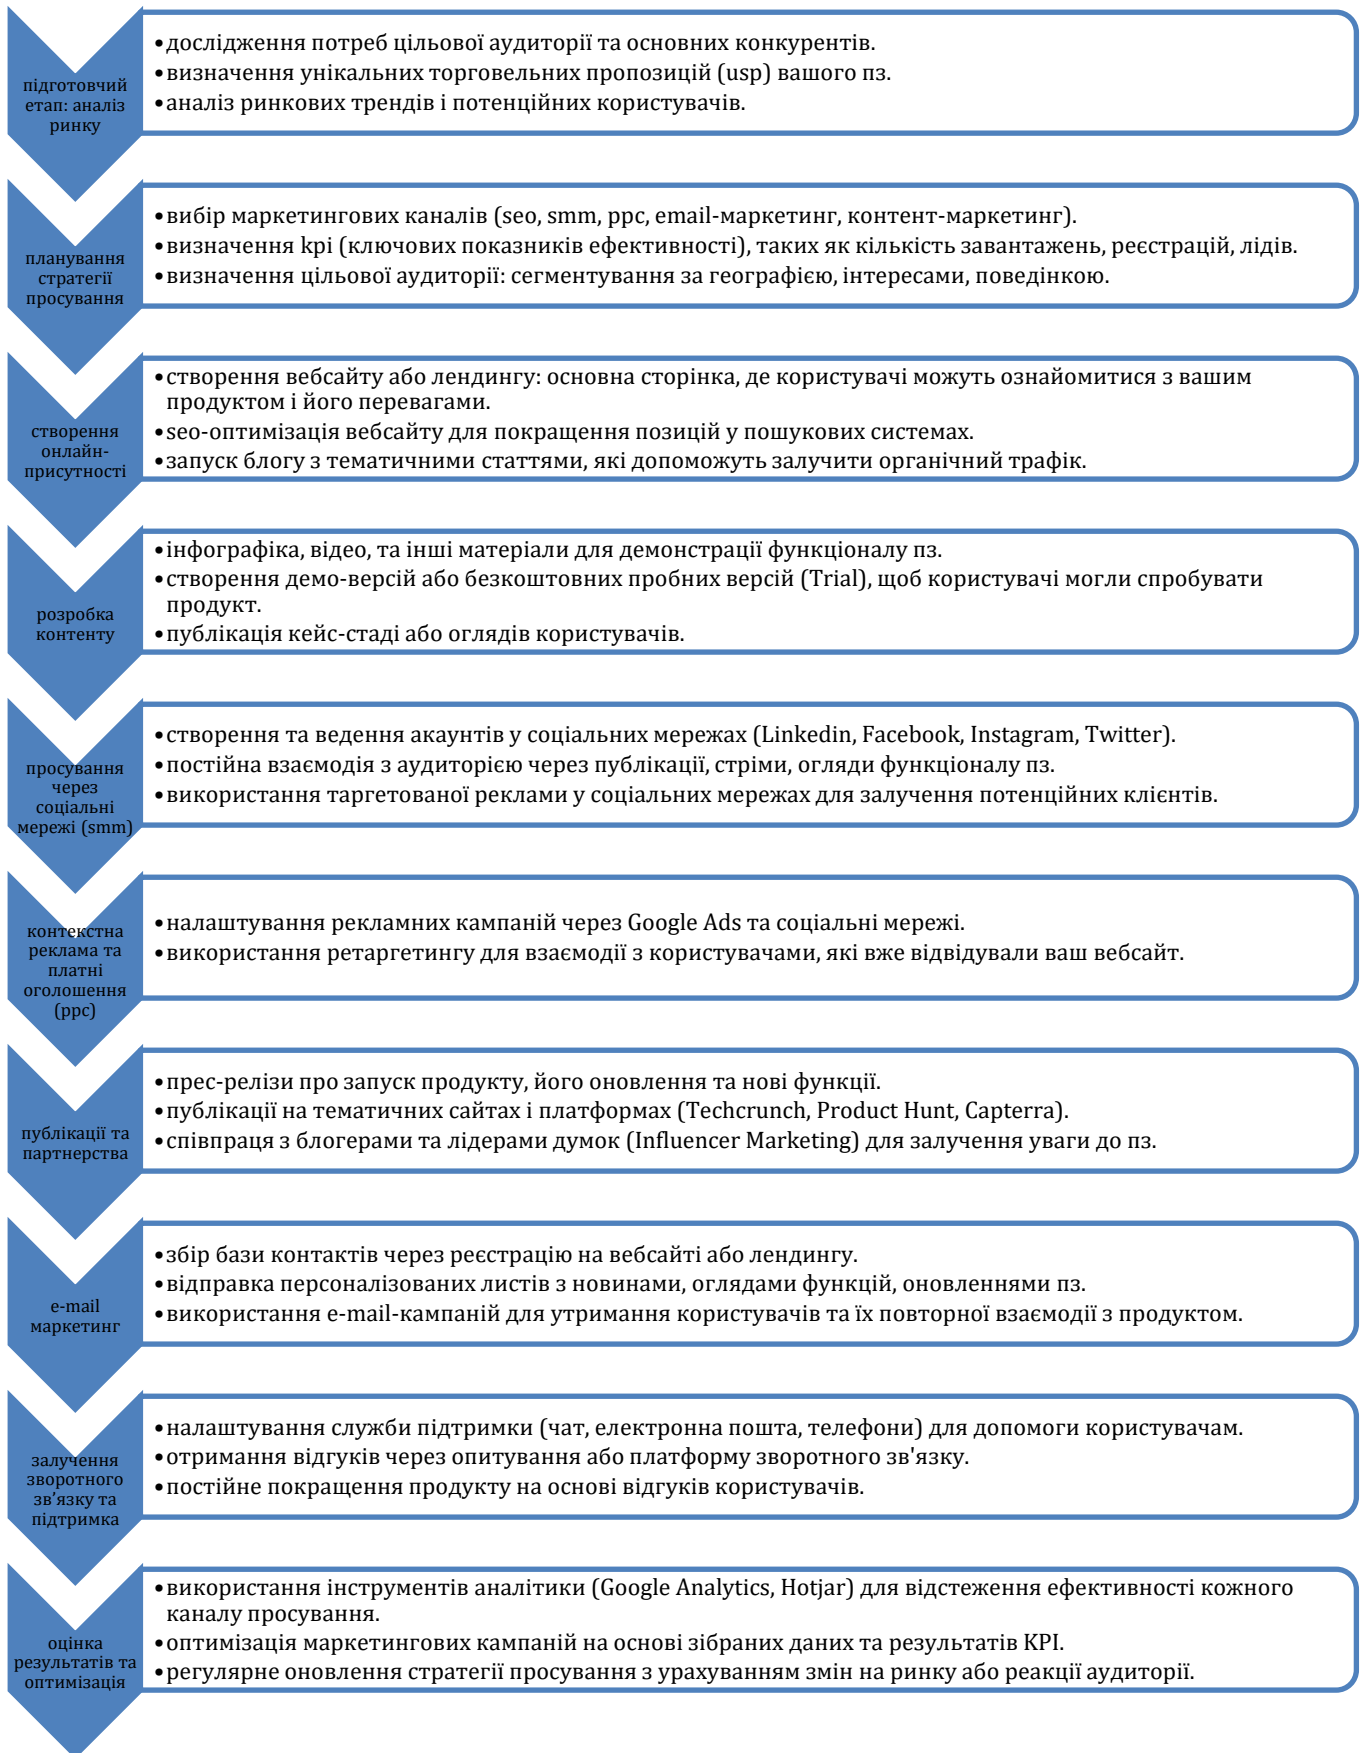 підготовчий
етап: аналіз
ринку
•дослідження потреб цільової аудиторії та основних конкурентів.
•визначення унікальних торговельних пропозицій (usp) вашого пз.
•аналіз ринкових трендів і потенційних користувачів.
планування
стратегії
просування
•вибір маркетингових каналів (seo, smm, ppc, email-маркетинг, контент-маркетинг).
•визначення kpi (ключових показників ефективності), таких як кількість завантажень, реєстрацій, лідів.
•визначення цільової аудиторії: сегментування за географією, інтересами, поведінкою.
створення
онлайн-
присутності
•створення вебсайту або лендингу: основна сторінка, де користувачі можуть ознайомитися з вашим
продуктом і його перевагами.
•seo-оптимізація вебсайту для покращення позицій у пошукових системах.
•запуск блогу з тематичними статтями, які допоможуть залучити органічний трафік.
розробка
контенту
•інфографіка, відео, та інші матеріали для демонстрації функціоналу пз.
•створення демо-версій або безкоштовних пробних версій (Trial), щоб користувачі могли спробувати
продукт.
•публікація кейс-стаді або оглядів користувачів.
просування
через
соціальні
мережі (smm)
•створення та ведення акаунтів у соціальних мережах (Linkedin, Facebook, Instagram, Twitter).
•постійна взаємодія з аудиторією через публікації, стріми, огляди функціоналу пз.
•використання таргетованої реклами у соціальних мережах для залучення потенційних клієнтів.
контекстна
реклама та
платні
оголошення
(ppc)
•налаштування рекламних кампаній через Google Ads та соціальні мережі.
•використання ретаргетингу для взаємодії з користувачами, які вже відвідували ваш вебсайт.
публікації та
партнерства
•прес-релізи про запуск продукту, його оновлення та нові функції.
•публікації на тематичних сайтах і платформах (Techcrunch, Product Hunt, Capterra).
•співпраця з блогерами та лідерами думок (Influencer Marketing) для залучення уваги до пз.
e-mail
маркетинг
•збір бази контактів через реєстрацію на вебсайті або лендингу.
•відправка персоналізованих листів з новинами, оглядами функцій, оновленнями пз.
•використання e-mail-кампаній для утримання користувачів та їх повторної взаємодії з продуктом.
залучення
зворотного
зв’язку та
підтримка
•налаштування служби підтримки (чат, електронна пошта, телефони) для допомоги користувачам.
•отримання відгуків через опитування або платформу зворотного зв'язку.
•постійне покращення продукту на основі відгуків користувачів.
оцінка
результатів та
оптимізація
•використання інструментів аналітики (Google Analytics, Hotjar) для відстеження ефективності кожного
каналу просування.
•оптимізація маркетингових кампаній на основі зібраних даних та результатів KPI.
•регулярне оновлення стратегії просування з урахуванням змін на ринку або реакції аудиторії.